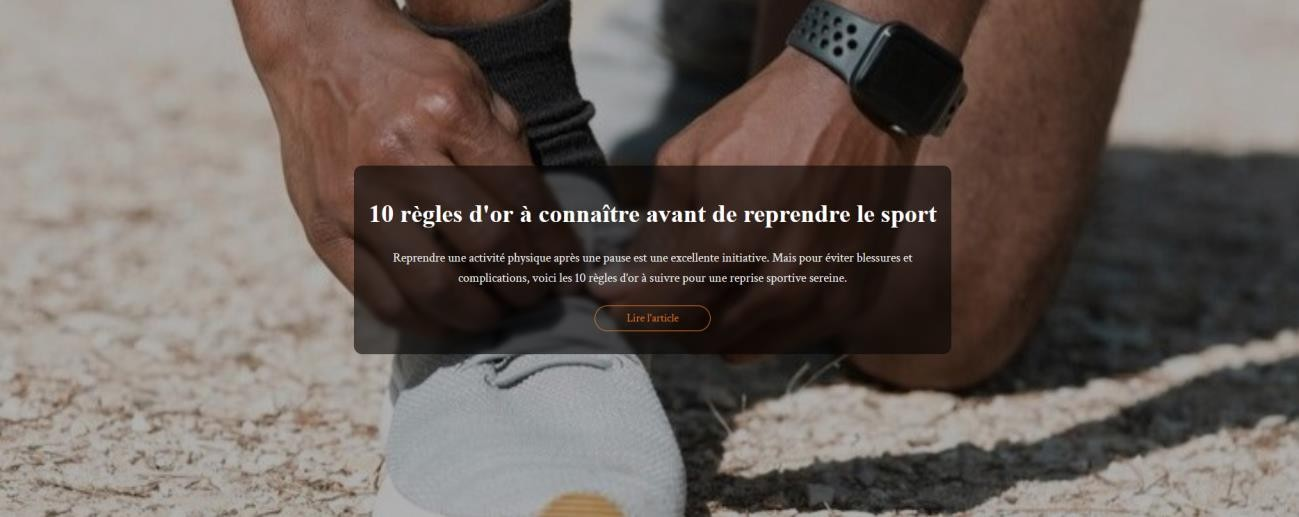 10 règles d'or à connaître avant de reprendre le sport
Reprendre une activité physique après une pause est une excellente initiative. Mais pour éviter blessures et
complications, voici les 10 règles d'or à suivre pour une reprise sportive sereine.
Lire l'article